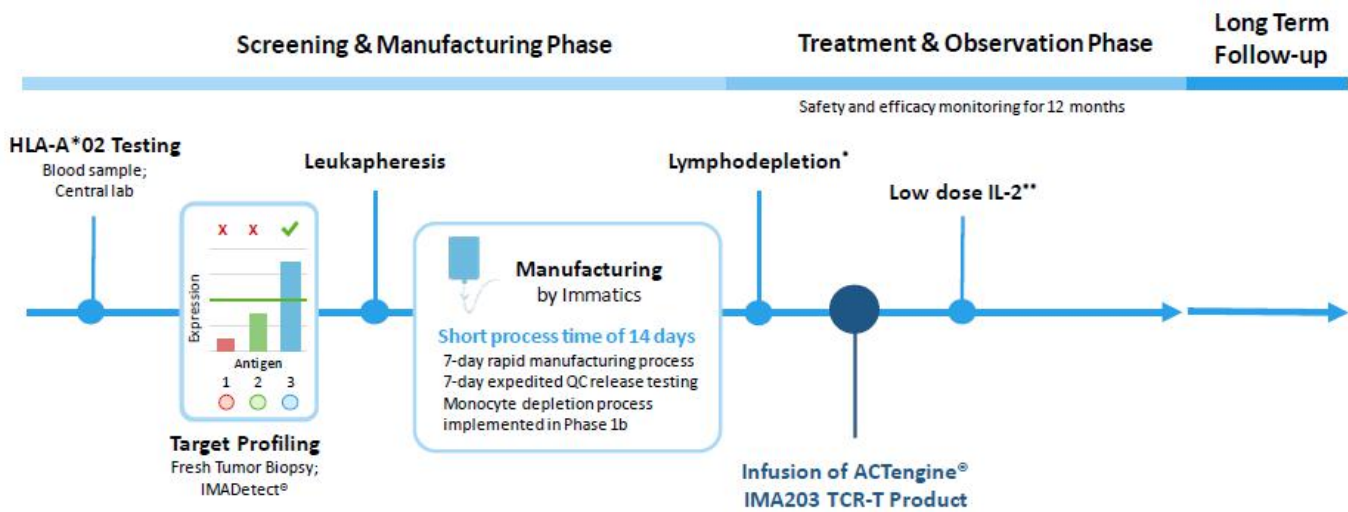 Screening & Manufacturing Phase
Treatment & Observation Phase
Long Term
Follow-up
Safety and efficacy monitoring for 12 months
HLA-A*02 Testing
Blood sample;
Central lab
Leukapheresis
Lymphodepletion*
Low dose IL-2**
X X
Expression
Antigen
1 2 3
Target Profiling
Fresh Tumor Biopsy;
IMADetect®
Manufacturing
by Immatics
Short process time of 14 days
7-day rapid manufacturing process
7-day expedited QC release testing
Monocyte depletion process
implemented in Phase 1b
Infusion of ACTengine®
IMA203 TCR-T Product